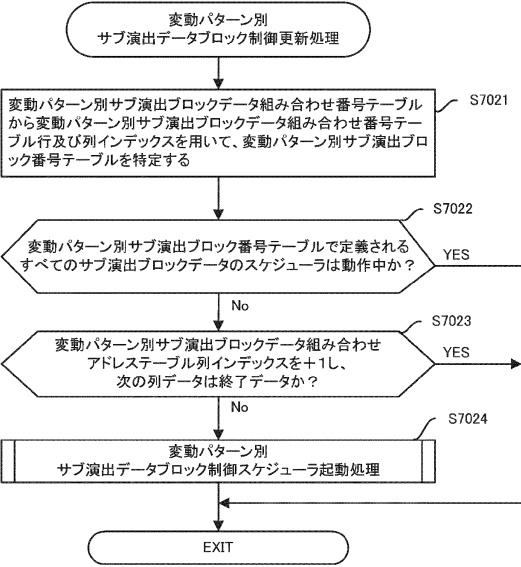 変動パターン別
サブ演出データブロック制御更新処理
S7021
変動パターン別サブ演出ブロックデータ組み合わせ番号テーブル
から変動パターン別サブ演出ブロックデータ組み合わせ番号テー
ブル行及び列インデックスを用いて、変動パターン別サブ演出ブロ
ック番号テーブルを特定する
S7022
変動パターン別サブ演出ブロック番号テーブルで定義される
すべてのサブ演出ブロックデータのスケジューラは動作中か？
YES
No
S7023
変動パターン別サブ演出ブロックデータ組み合わせ
アドレステーブル列インデックスを＋１し、
次の列データは終了データか？
YES
No
S7024
変動パターン別
サブ演出データブロック制御スケジューラ起動処理
EXIT